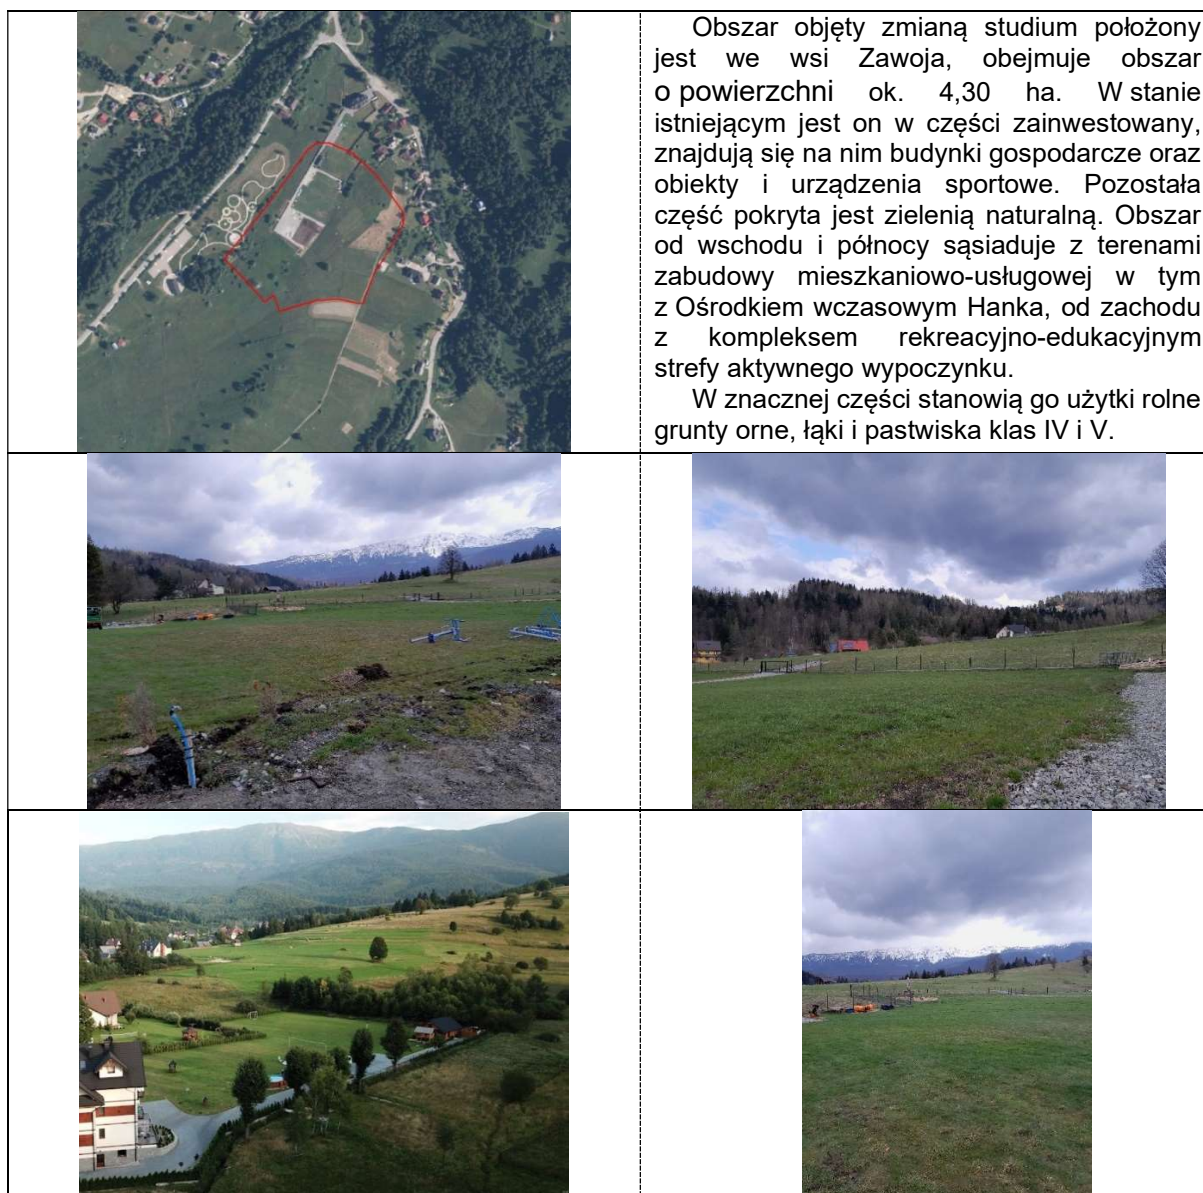 Obszar objęty zmianą studium położony
jest we wsi Zawoja, obejmuje obszar
o powierzchni ok. 4,30 ha. W stanie
istniejącym jest on w części zainwestowany,
znajdują się na nim budynki gospodarcze oraz
obiekty i urządzenia sportowe. Pozostała
część pokryta jest zielenią naturalną. Obszar
od wschodu i północy sąsiaduje z terenami
zabudowy mieszkaniowo-usługowej w tym
z Ośrodkiem wczasowym Hanka, od zachodu
z kompleksem rekreacyjno-edukacyjnym
strefy aktywnego wypoczynku.
W znacznej części stanowią go użytki rolne
grunty orne, łąki i pastwiska klas IV i V.